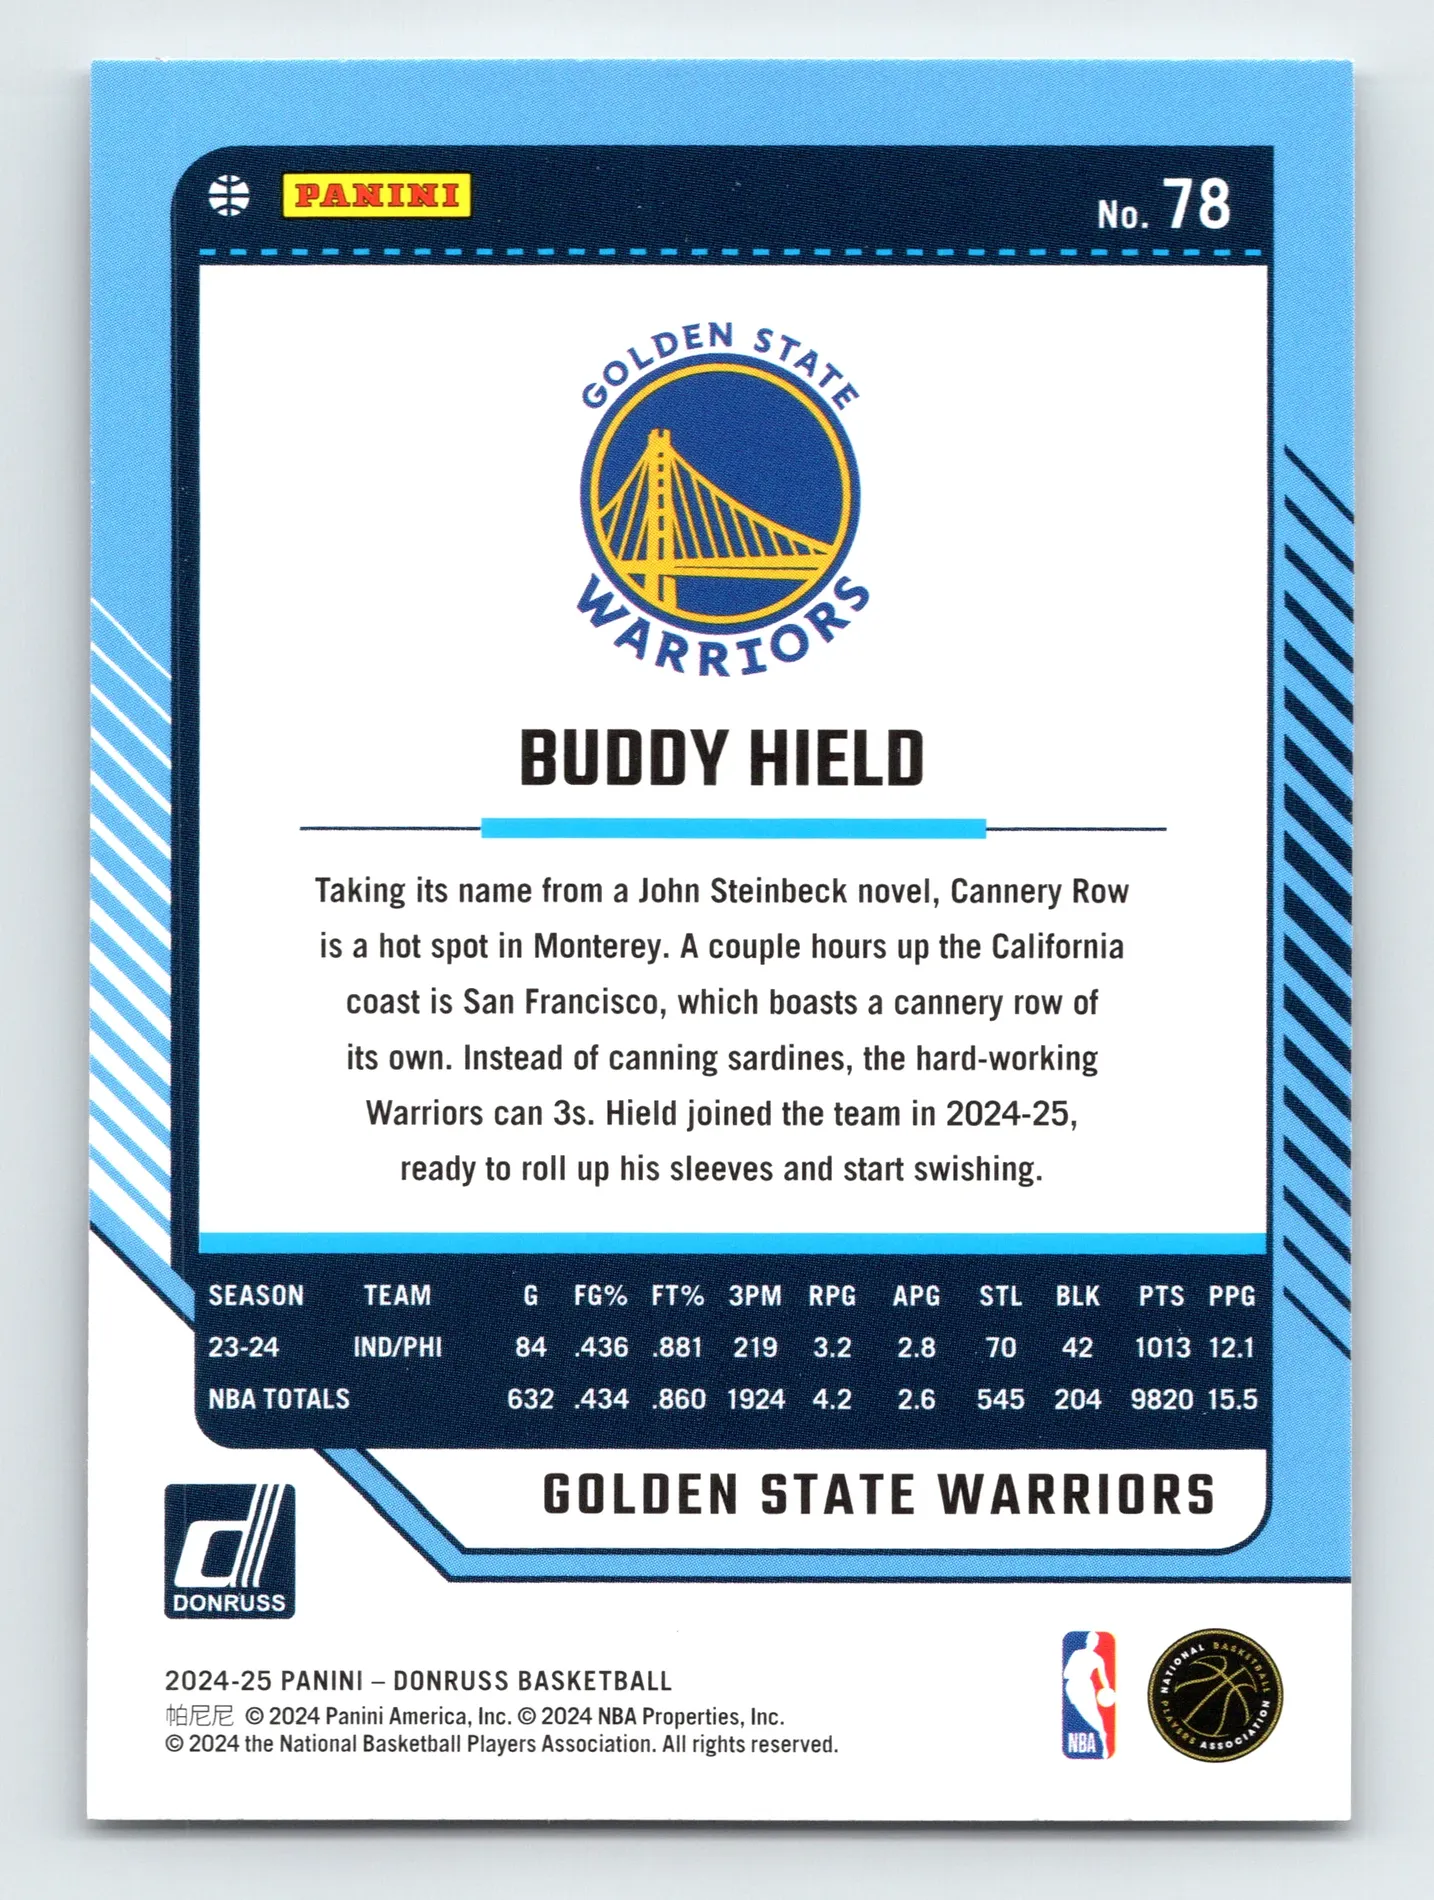 PANINI
No. 78
GOLDEN STATE
WARRIORS
BUDDY HIELD
Taking its name from a John Steinbeck novel, Cannery Row
is a hot spot in Monterey. A couple hours up the California
coast is San Francisco, which boasts a cannery row of
its own. Instead of canning sardines, the hard-working
Warriors can 3s. Hield joined the team in 2024-25,
ready to roll up his sleeves and start swishing.
SEASON TEAM G FG% FT% 3PM RPG APG STL BLK PTS PPG
23-24 IND/PHI 84 .436 .881 219 3.2 2.8 70 42 1013 12.1
NBA TOTALS 632 .434 .860 1924 4.2 2.6 545 204 9820 15.5
GOLDEN STATE WARRIORS
d
DONRUSS
2024-25 PANINI – DONRUSS BASKETBALL
帕尼尼 © 2024 Panini America, Inc. © 2024 NBA Properties, Inc.
© 2024 the National Basketball Players Association. All rights reserved.
NBA
NATIONAL BASKETBALL
PLAYERS ASSOCIATION